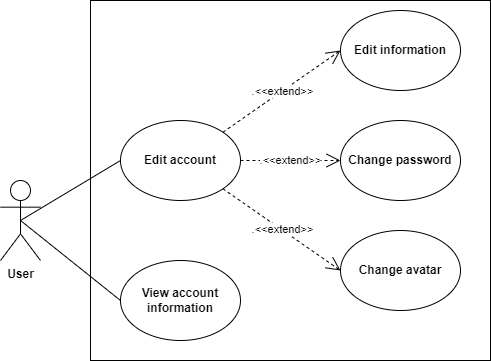 Edit information
.<<extend>>
Edit account
.<<extend>>
Change password
.<<extend>>
Change avatar
User
View account
information